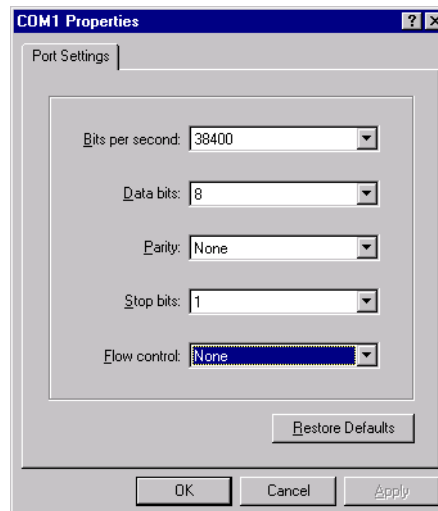 COM1 Properties
Port Settings
Bits per second: 38400
Data bits: 8
Parity: None
Stop bits: 1
Flow control: None
Restore Defaults
OK Cancel Apply